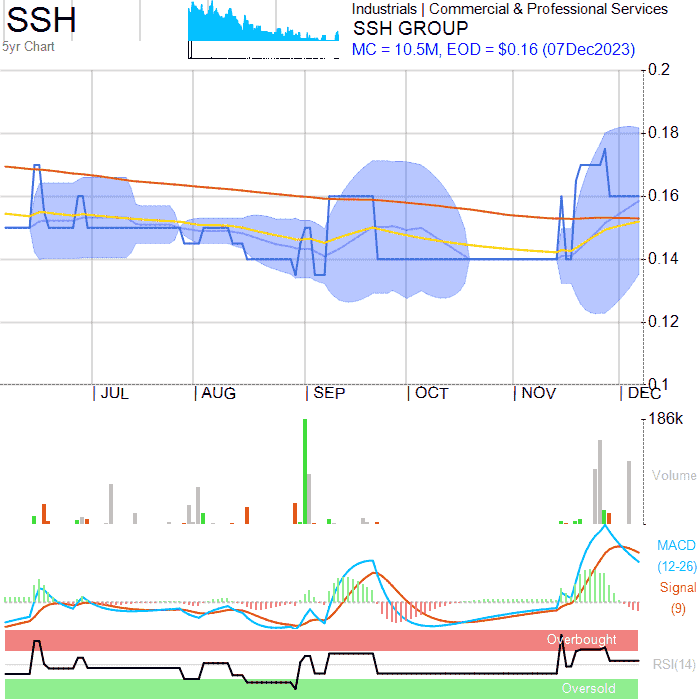 SSH
5yr Chart
Industrials | Commercial & Professional Services
SSH GROUP
MC = 10.5M, EOD = $0.16 (07Dec2023)
0.2
0.18
0.16
0.14
0.12
0.1
JUL
AUG
SEP
OCT
NOV
DEC
186k
Volume
MACD
(12-26)
Signal
(9)
Overbought
RSI(14)
Oversold